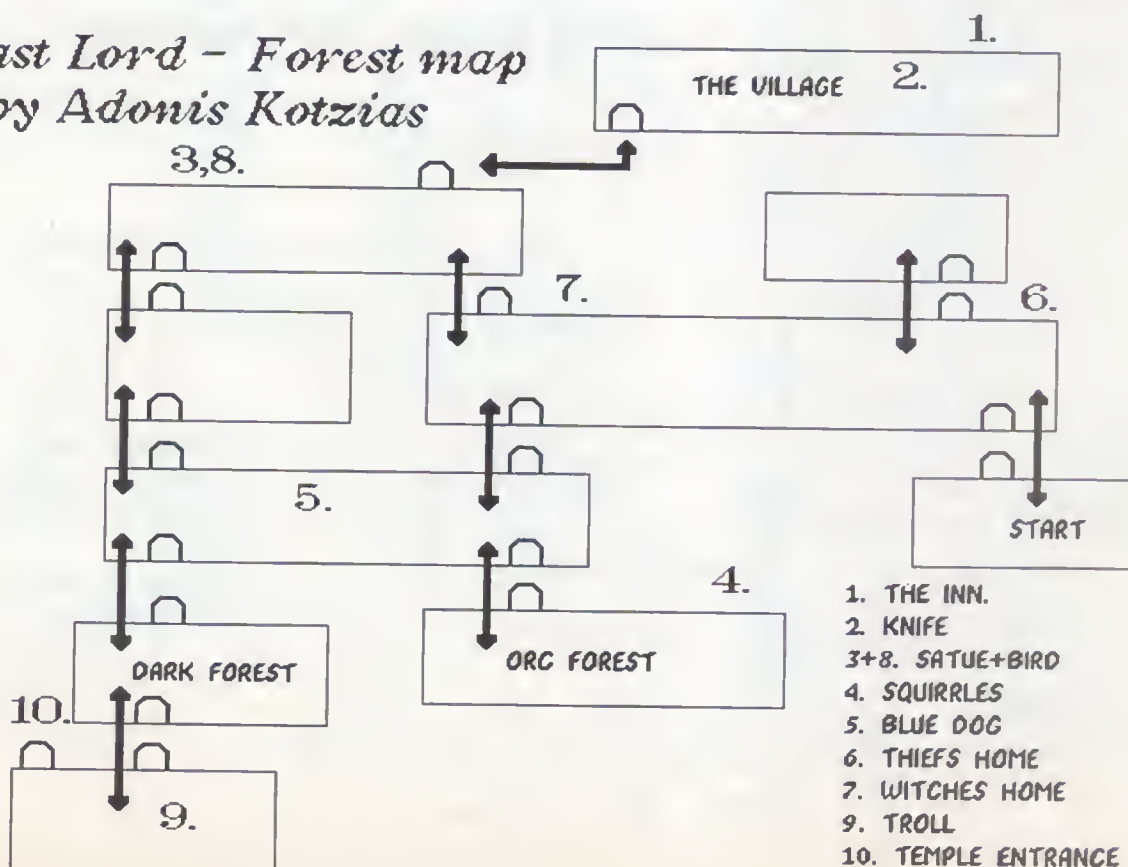 ast Lord – Forest map
by Adonis Kotzias
1.
THE VILLAGE 2.
3,8.
7.
6.
5.
START
4.
DARK FOREST
ORC FOREST
10.
9.
1. THE INN.
2. KNIFE
3+8. SATUE+BIRD
4. SQUIRRLES
5. BLUE DOG
6. THIEFS HOME
7. WITCHES HOME
9. TROLL
10. TEMPLE ENTRANCE